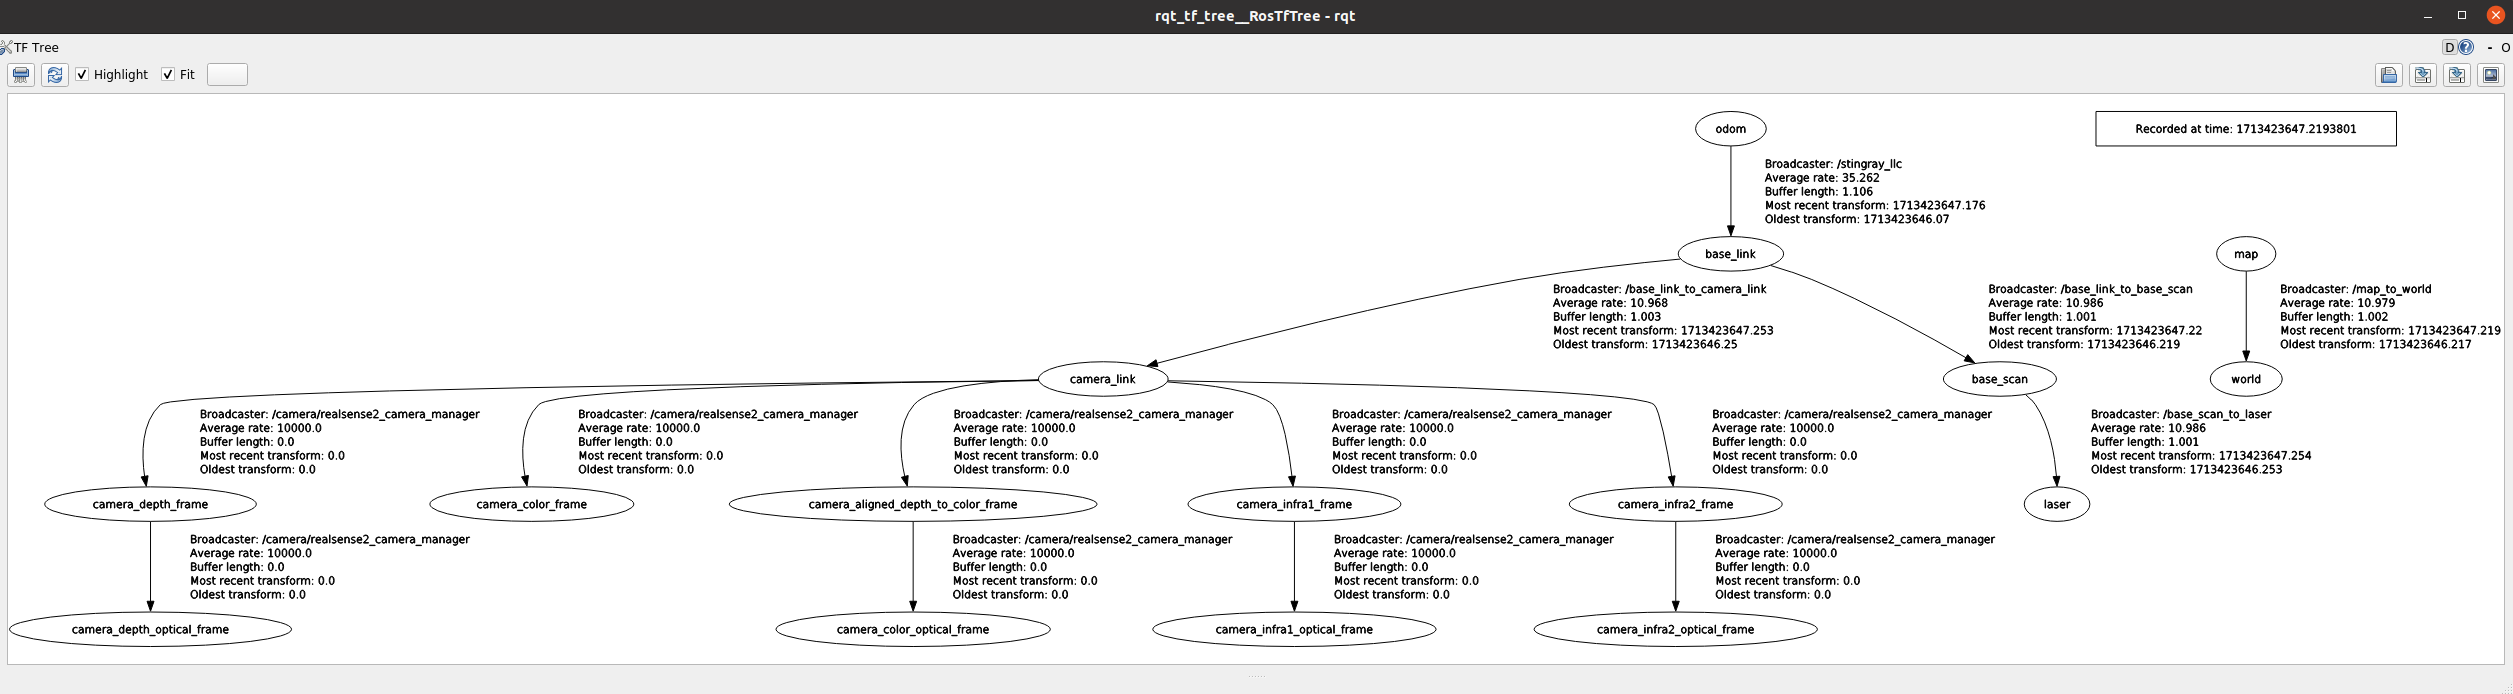 rqt_tf_tree__RosTfTree - rqt
TF Tree
D
- O
Highlight
Fit
odom
Recorded at time: 1713423647.2193801
Broadcaster: /stingray_llc
Average rate: 35.262
Buffer length: 1.106
Most recent transform: 1713423647.176
Oldest transform: 1713423646.07
base_link
map
Broadcaster: /base_link_to_camera_link
Average rate: 10.968
Buffer length: 1.003
Most recent transform: 1713423647.253
Oldest transform: 1713423646.25
Broadcaster: /base_link_to_base_scan
Average rate: 10.986
Buffer length: 1.001
Most recent transform: 1713423647.22
Oldest transform: 1713423646.219
Broadcaster: /map_to_world
Average rate: 10.979
Buffer length: 1.002
Most recent transform: 1713423647.219
Oldest transform: 1713423646.217
camera_link
base_scan
world
Broadcaster: /camera/realsense2_camera_manager
Average rate: 10000.0
Buffer length: 0.0
Most recent transform: 0.0
Oldest transform: 0.0
Broadcaster: /camera/realsense2_camera_manager
Average rate: 10000.0
Buffer length: 0.0
Most recent transform: 0.0
Oldest transform: 0.0
Broadcaster: /camera/realsense2_camera_manager
Average rate: 10000.0
Buffer length: 0.0
Most recent transform: 0.0
Oldest transform: 0.0
Broadcaster: /camera/realsense2_camera_manager
Average rate: 10000.0
Buffer length: 0.0
Most recent transform: 0.0
Oldest transform: 0.0
Broadcaster: /camera/realsense2_camera_manager
Average rate: 10000.0
Buffer length: 0.0
Most recent transform: 0.0
Oldest transform: 0.0
Broadcaster: /base_scan_to_laser
Average rate: 10.986
Buffer length: 1.001
Most recent transform: 1713423647.254
Oldest transform: 1713423646.253
camera_depth_frame
camera_color_frame
camera_aligned_depth_to_color_frame
camera_infra1_frame
camera_infra2_frame
laser
Broadcaster: /camera/realsense2_camera_manager
Average rate: 10000.0
Buffer length: 0.0
Most recent transform: 0.0
Oldest transform: 0.0
Broadcaster: /camera/realsense2_camera_manager
Average rate: 10000.0
Buffer length: 0.0
Most recent transform: 0.0
Oldest transform: 0.0
Broadcaster: /camera/realsense2_camera_manager
Average rate: 10000.0
Buffer length: 0.0
Most recent transform: 0.0
Oldest transform: 0.0
Broadcaster: /camera/realsense2_camera_manager
Average rate: 10000.0
Buffer length: 0.0
Most recent transform: 0.0
Oldest transform: 0.0
camera_depth_optical_frame
camera_color_optical_frame
camera_infra1_optical_frame
camera_infra2_optical_frame